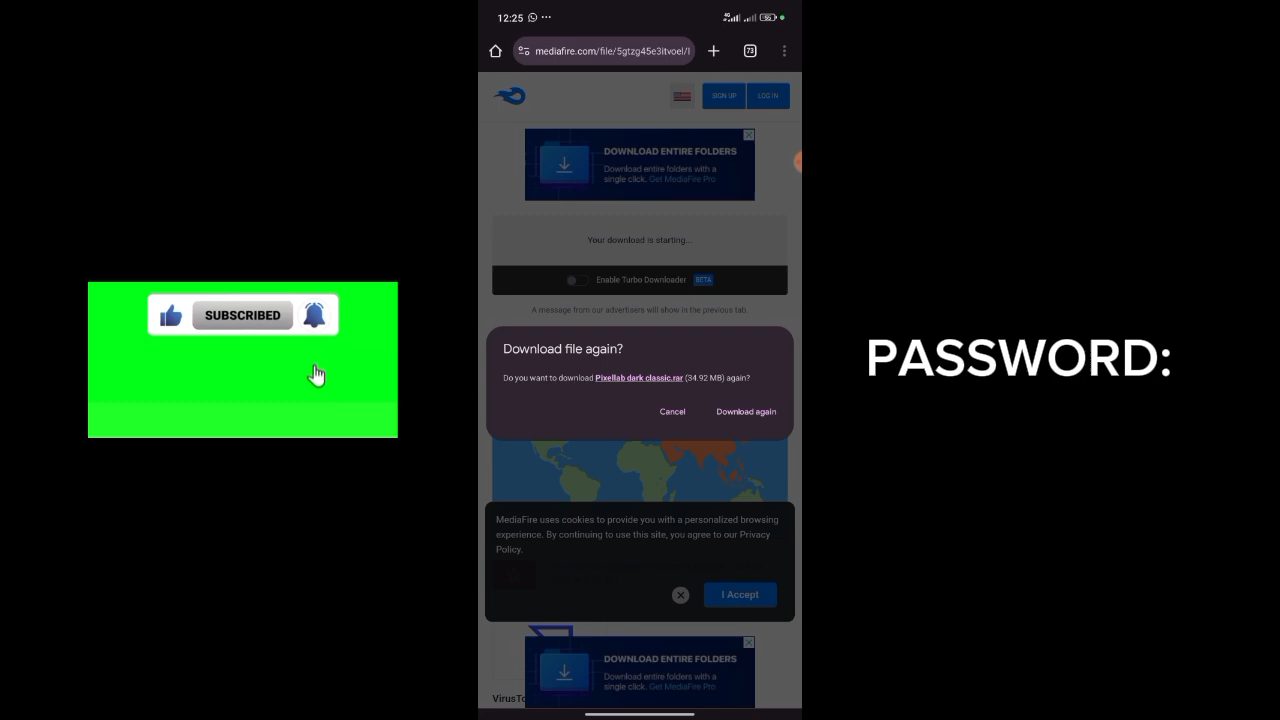 12:25
4G
55
mediafire.com/file/5gtzg45e3itvoel/
73
SIGN UP
LOG IN
DOWNLOAD ENTIRE FOLDERS
Download entire folders with a
single click. Get MediaFire Pro
Your download is starting...
Enable Turbo Downloader BETA
A message from our advertisers will show in the previous tab.
SUBSCRIBED
Download file again?
Do you want to download Pixellab dark classic.rar (34.92 MB) again?
Cancel
Download again
PASSWORD:
MediaFire uses cookies to provide you with a personalized browsing
experience. By continuing to use this site, you agree to our Privacy
Policy.
I Accept
DOWNLOAD ENTIRE FOLDERS
Download entire folders with a
single click. Get MediaFire Pro
VirusTo